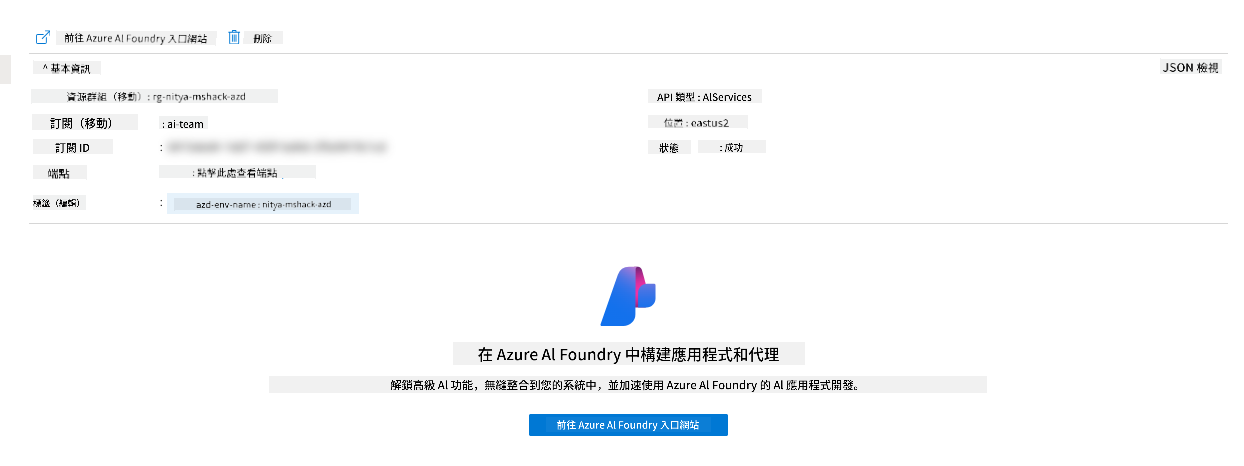 前往 Azure AI Foundry 入口網站 刪除
^ 基本資訊 JSON 檢視
資源群組（移動）: rg-nitya-mshack-azd API 類型 : AIServices
訂閱（移動） : ai-team 位置 : eastus2
訂閱 ID : 狀態 : 成功
端點 : 點擊此處查看端點
標籤（編輯） : azd-env-name : nitya-mshack-azd
在 Azure AI Foundry 中構建應用程式和代理
解鎖高級 AI 功能，無縫整合到您的系統中，並加速使用 Azure AI Foundry 的 AI 應用程式開發。
前往 Azure AI Foundry 入口網站